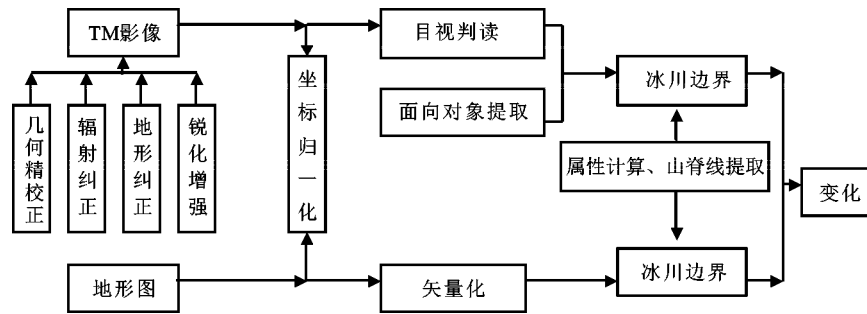 TM影像
目视判读
面向对象提取
冰川边界
几何精校正
辐射纠正
地形纠正
锐化增强
坐标归一化
属性计算、山脊线提取
变化
地形图
矢量化
冰川边界